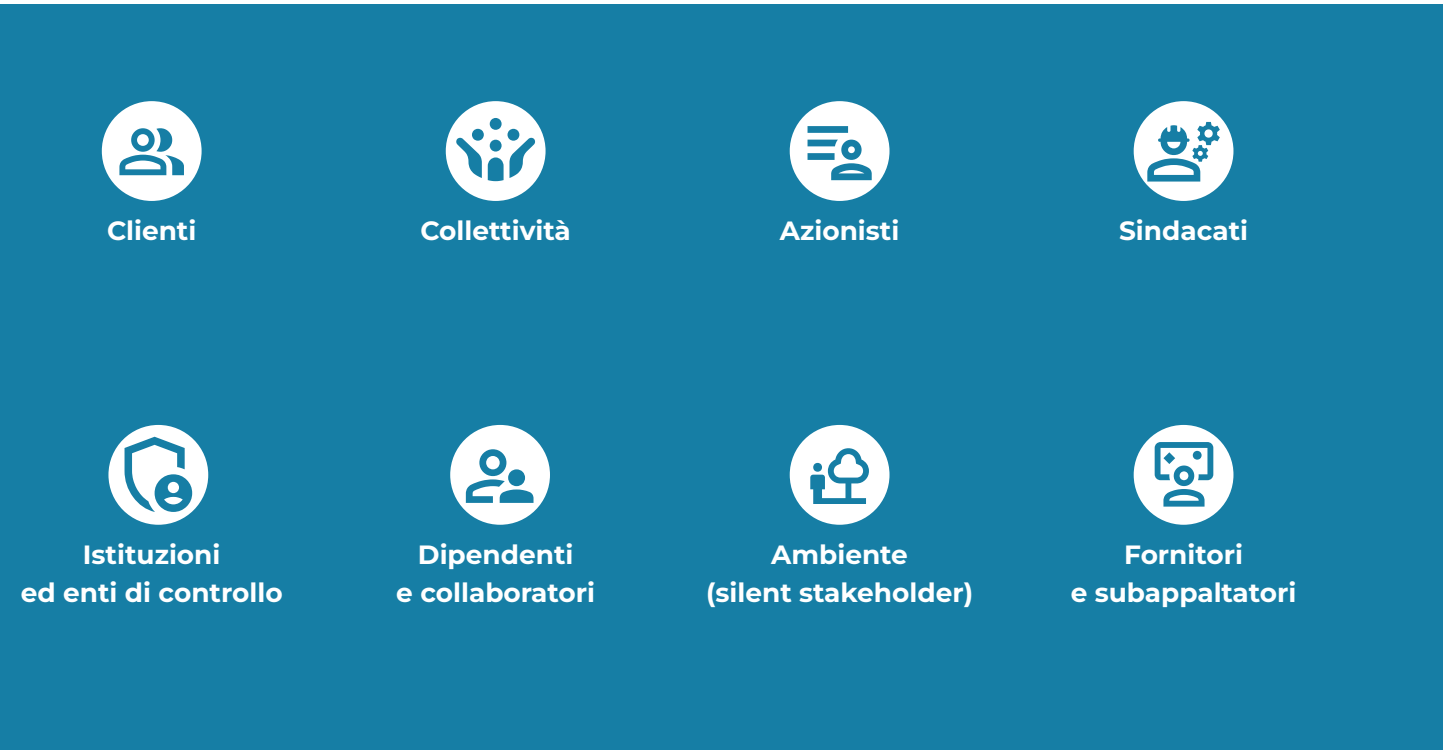 Clienti
Collettività
Azionisti
Sindacati
Istituzioni
ed enti di controllo
Dipendenti
e collaboratori
Ambiente
(silent stakeholder)
Fornitori
e subappaltatori